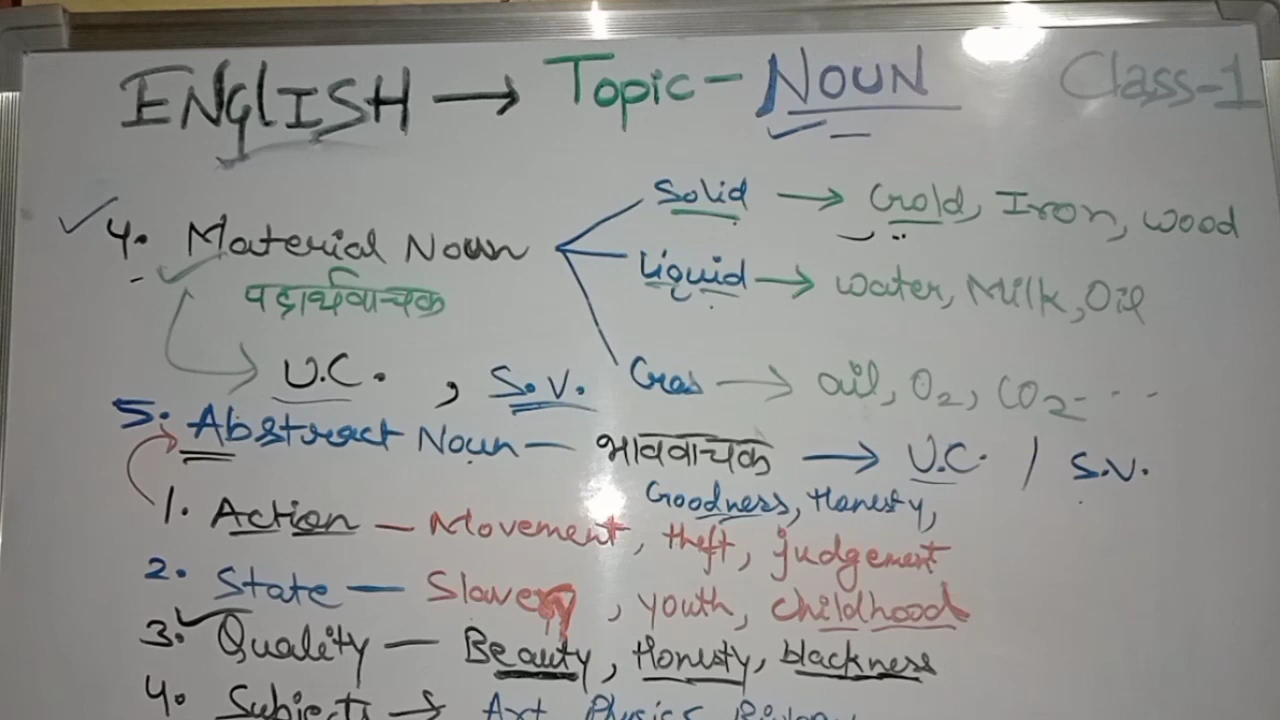 ENGLISH → Topic - NOUN Class-1
4. Material Noun
पदार्थवाचक
Solid → Gold, Iron, wood
Liquid → water, Milk, Oil
Gas → ail, O2, CO2 - - -
U.C. , S.V.
5. Abstract Noun — भाववाचक → U.C. / S.V.
Goodness, Honesty,
1. Action — Movement, theft, judgement
2. State — Slavery, youth, childhood
3. Quality — Beauty, Honesty, blackness
4. Subjects → Art Physics Biology